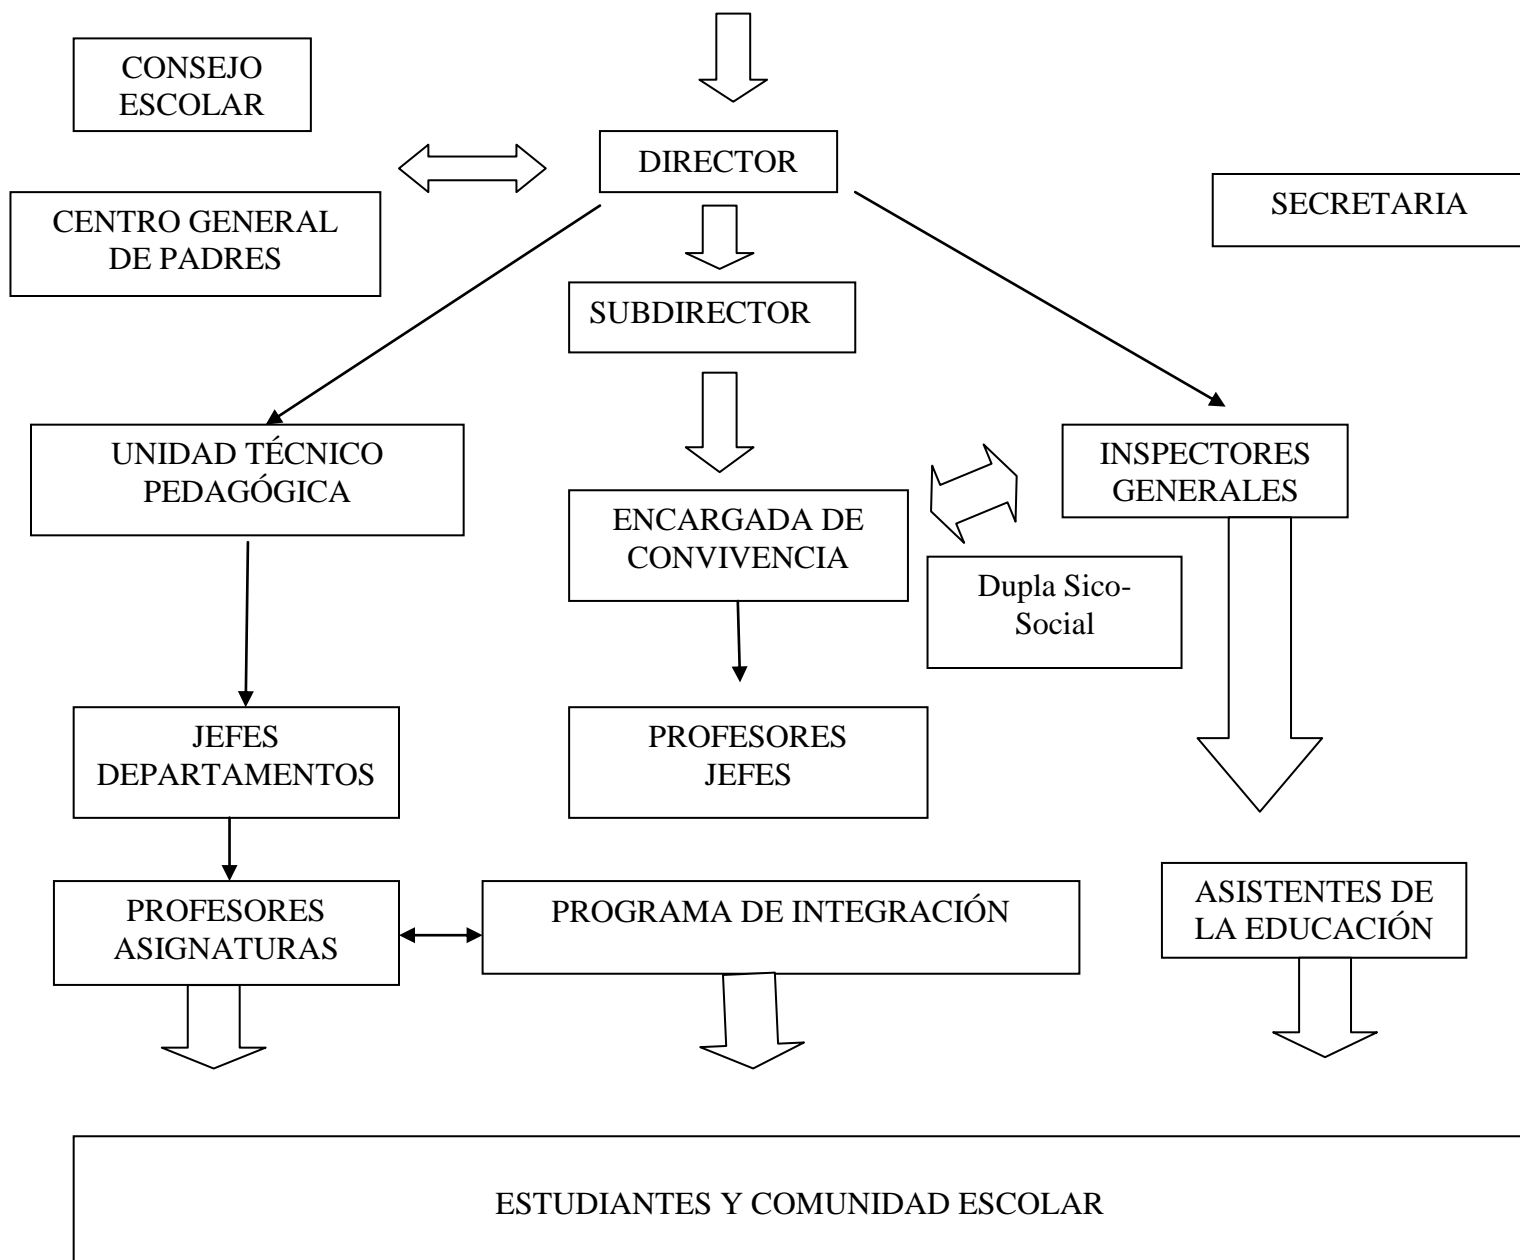 CONSEJO
ESCOLAR
DIRECTOR
CENTRO GENERAL
DE PADRES
SECRETARIA
SUBDIRECTOR
UNIDAD TÉCNICO
PEDAGÓGICA
INSPECTORES
GENERALES
ENCARGADA DE
CONVIVENCIA
Dupla Sico-
Social
JEFES
DEPARTAMENTOS
PROFESORES
JEFES
PROFESORES
ASIGNATURAS
PROGRAMA DE INTEGRACIÓN
ASISTENTES DE
LA EDUCACIÓN
ESTUDIANTES Y COMUNIDAD ESCOLAR